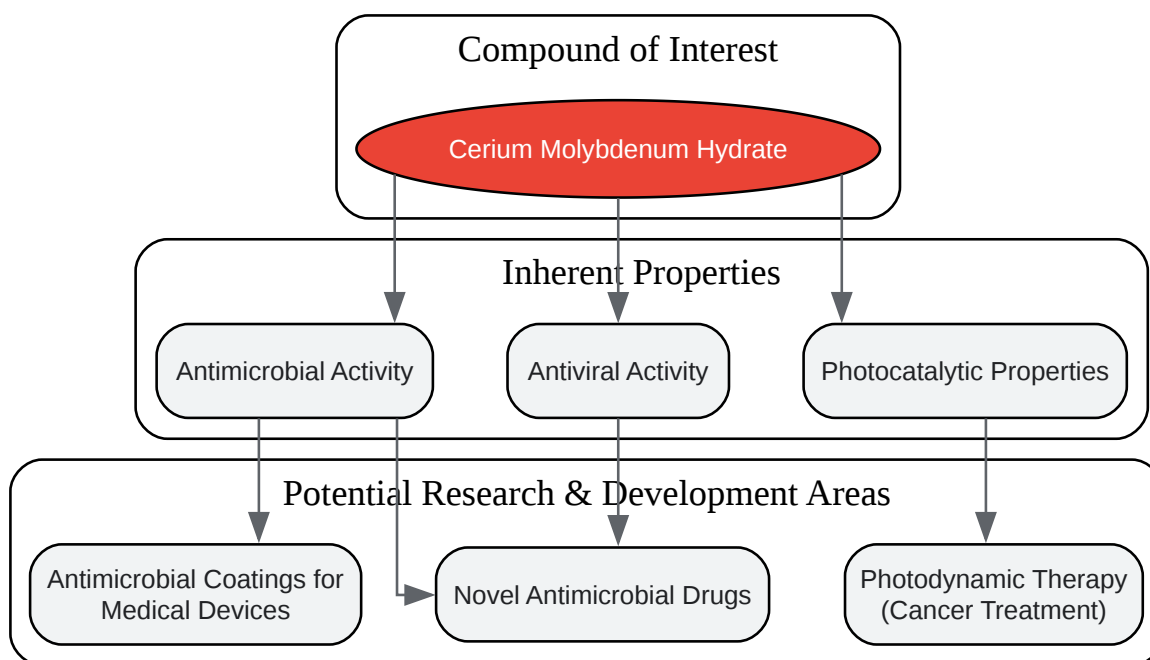 Compound of Interest
Cerium Molybdenum Hydrate
Inherent Properties
Antimicrobial Activity
Antiviral Activity
Photocatalytic Properties
Potential Research & Development Areas
Antimicrobial Coatings for
Medical Devices
Novel Antimicrobial Drugs
Photodynamic Therapy
(Cancer Treatment)